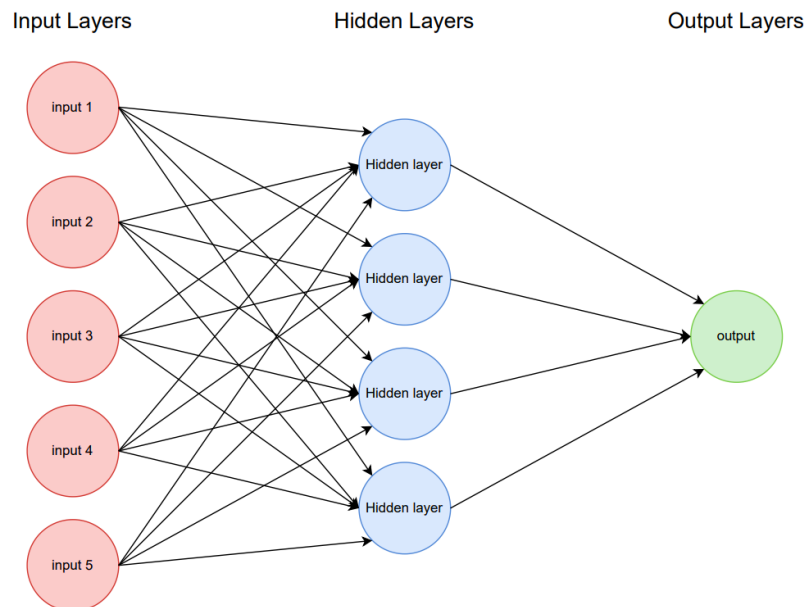 Input Layers
Hidden Layers
Output Layers
input 1
input 2
input 3
input 4
input 5
Hidden layer
Hidden layer
Hidden layer
Hidden layer
output